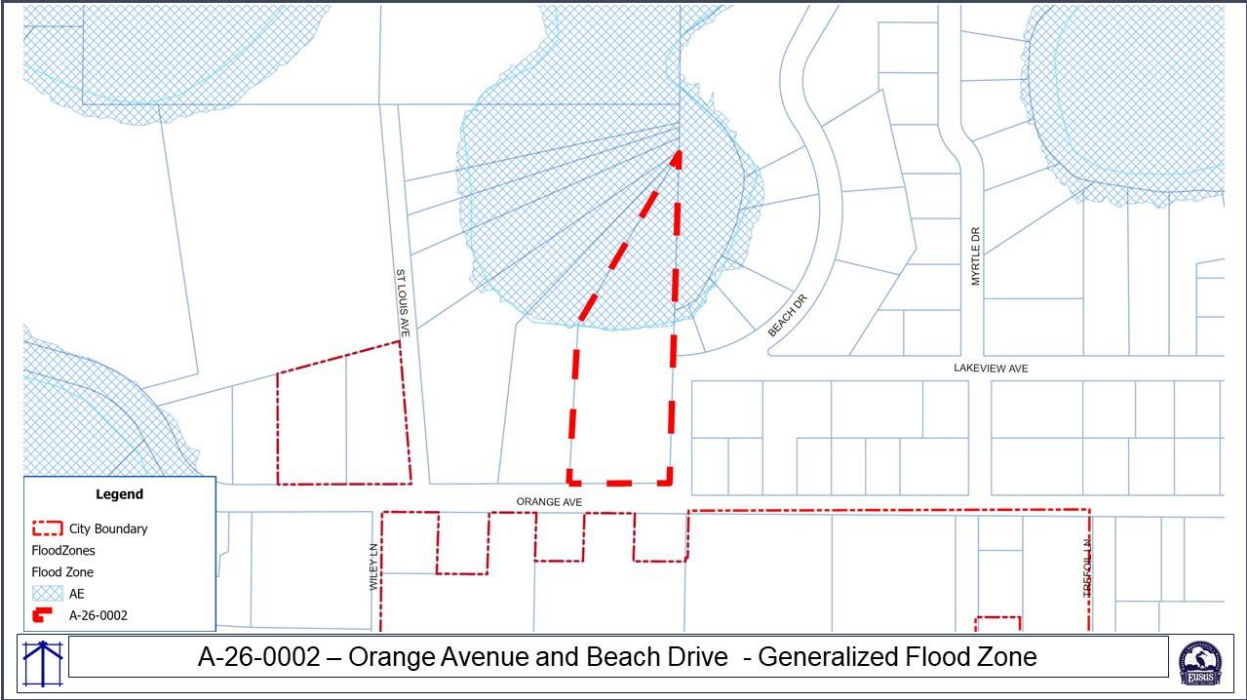 ST LOUIS AVE
BEACH DR
MYRTLE DR
LAKEVIEW AVE
ORANGE AVE
WILEY LN
TREFOIL LN
Legend
City Boundary
FloodZones
Flood Zone
AE
A-26-0002
A-26-0002 – Orange Avenue and Beach Drive - Generalized Flood Zone
EUSTIS